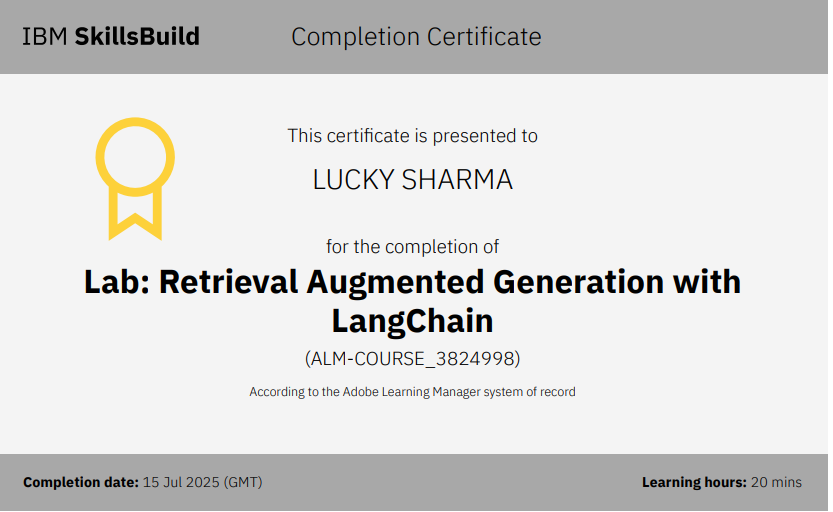 IBM SkillsBuild
Completion Certificate
This certificate is presented to
LUCKY SHARMA
for the completion of
Lab: Retrieval Augmented Generation with
LangChain
(ALM-COURSE_3824998)
According to the Adobe Learning Manager system of record
Completion date: 15 Jul 2025 (GMT)
Learning hours: 20 mins